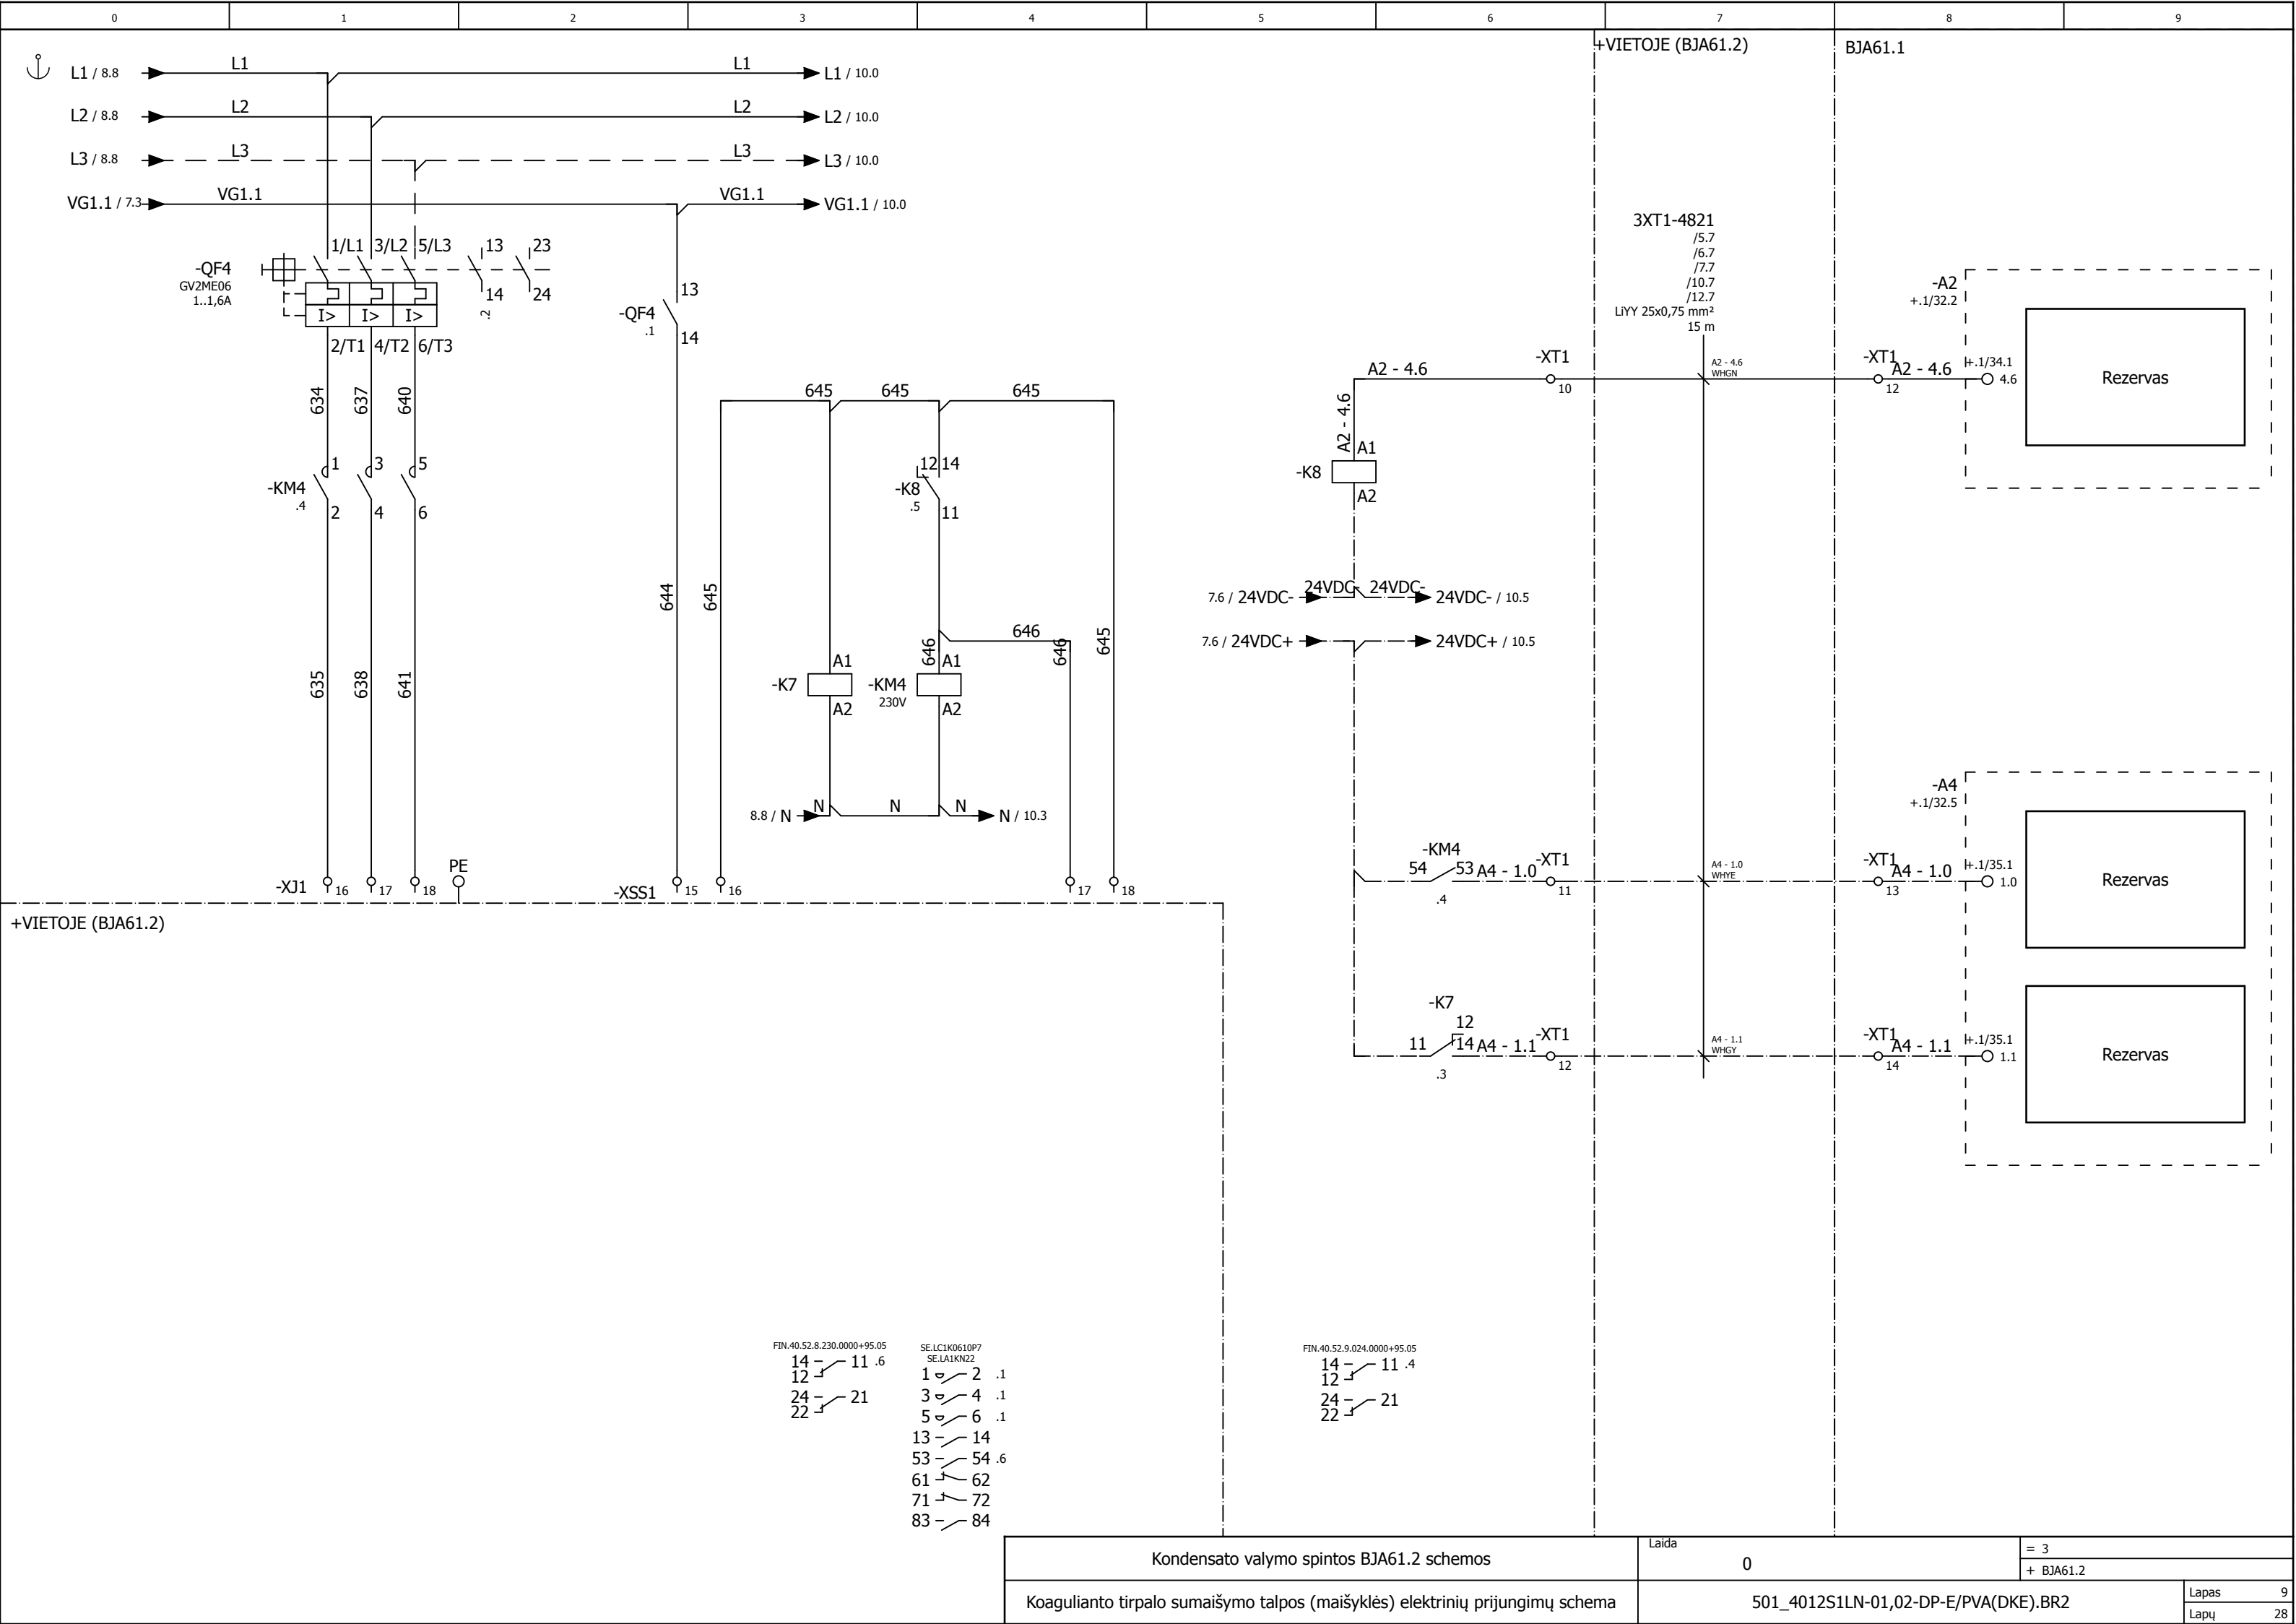 0 1 2 3 4 5 6 7 8 9
+VIETOJE (BJA61.2)
BJA61.1
L1 / 8.8 L1 L1 L1 / 10.0
L2 / 8.8 L2 L2 L2 / 10.0
L3 / 8.8 L3 L3 L3 / 10.0
VG1.1 / 7.3 VG1.1 VG1.1 VG1.1 / 10.0
-QF4
GV2ME06
1..1,6A
1/L1 3/L2 5/L3 13 23
14 24
.2
I> I> I>
2/T1 4/T2 6/T3
634 637 640
-KM4
.4
1 3 5
2 4 6
635 638 641
-XJ1 16 17 18 PE
-QF4
.1
13
14
644 645
645 645 645
-K8
.5
12 14
11
646
646 646 645
-K7
A1
A2
-KM4
230V
A1
A2
8.8 / N N N N N / 10.3
-XSS1 15 16 17 18
+VIETOJE (BJA61.2)
3XT1-4821
/5.7
/6.7
/7.7
/10.7
/12.7
LiYY 25x0,75 mm²
15 m
A2 - 4.6
-XT1
10
A2 - 4.6
WHGN
-XT1
12
A2 - 4.6
+.1/34.1
4.6
-A2
+.1/32.2
Rezervas
A2 - 4.6
-K8
A1
A2
7.6 / 24VDC- 24VDC- 24VDC- 24VDC- / 10.5
7.6 / 24VDC+ 24VDC+ / 10.5
-KM4
54 53
.4
A4 - 1.0
-XT1
11
A4 - 1.0
WHYE
-XT1
13
A4 - 1.0
+.1/35.1
1.0
-A4
+.1/32.5
Rezervas
-K7
12
11 14
.3
A4 - 1.1
-XT1
12
A4 - 1.1
WHGY
-XT1
14
A4 - 1.1
+.1/35.1
1.1
Rezervas
FIN.40.52.8.230.0000+95.05
14 11 .6
12
24 21
22
SE.LC1K0610P7
SE.LA1KN22
1 2 .1
3 4 .1
5 6 .1
13 14
53 54 .6
61 62
71 72
83 84
FIN.40.52.9.024.0000+95.05
14 11 .4
12
24 21
22
Kondensato valymo spintos BJA61.2 schemos
Laida
0
= 3
+ BJA61.2
Koagulianto tirpalo sumaišymo talpos (maišyklės) elektrinių prijungimų schema
501_4012S1LN-01,02-DP-E/PVA(DKE).BR2
Lapas 9
Lapų 28